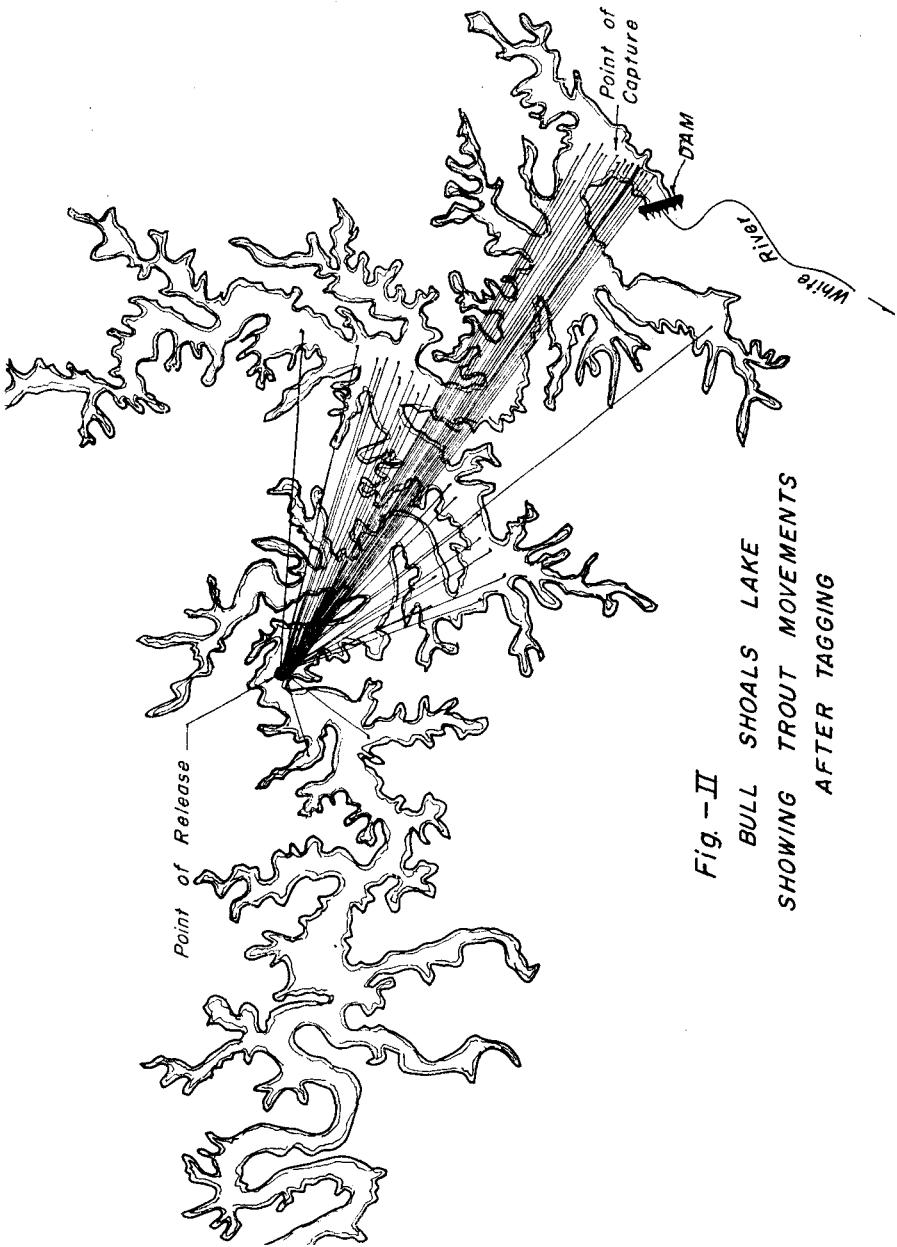 Point of Release
Point of
Capture
DAM
White River
Fig. - II
BULL SHOALS LAKE
SHOWING TROUT MOVEMENTS
AFTER TAGGING